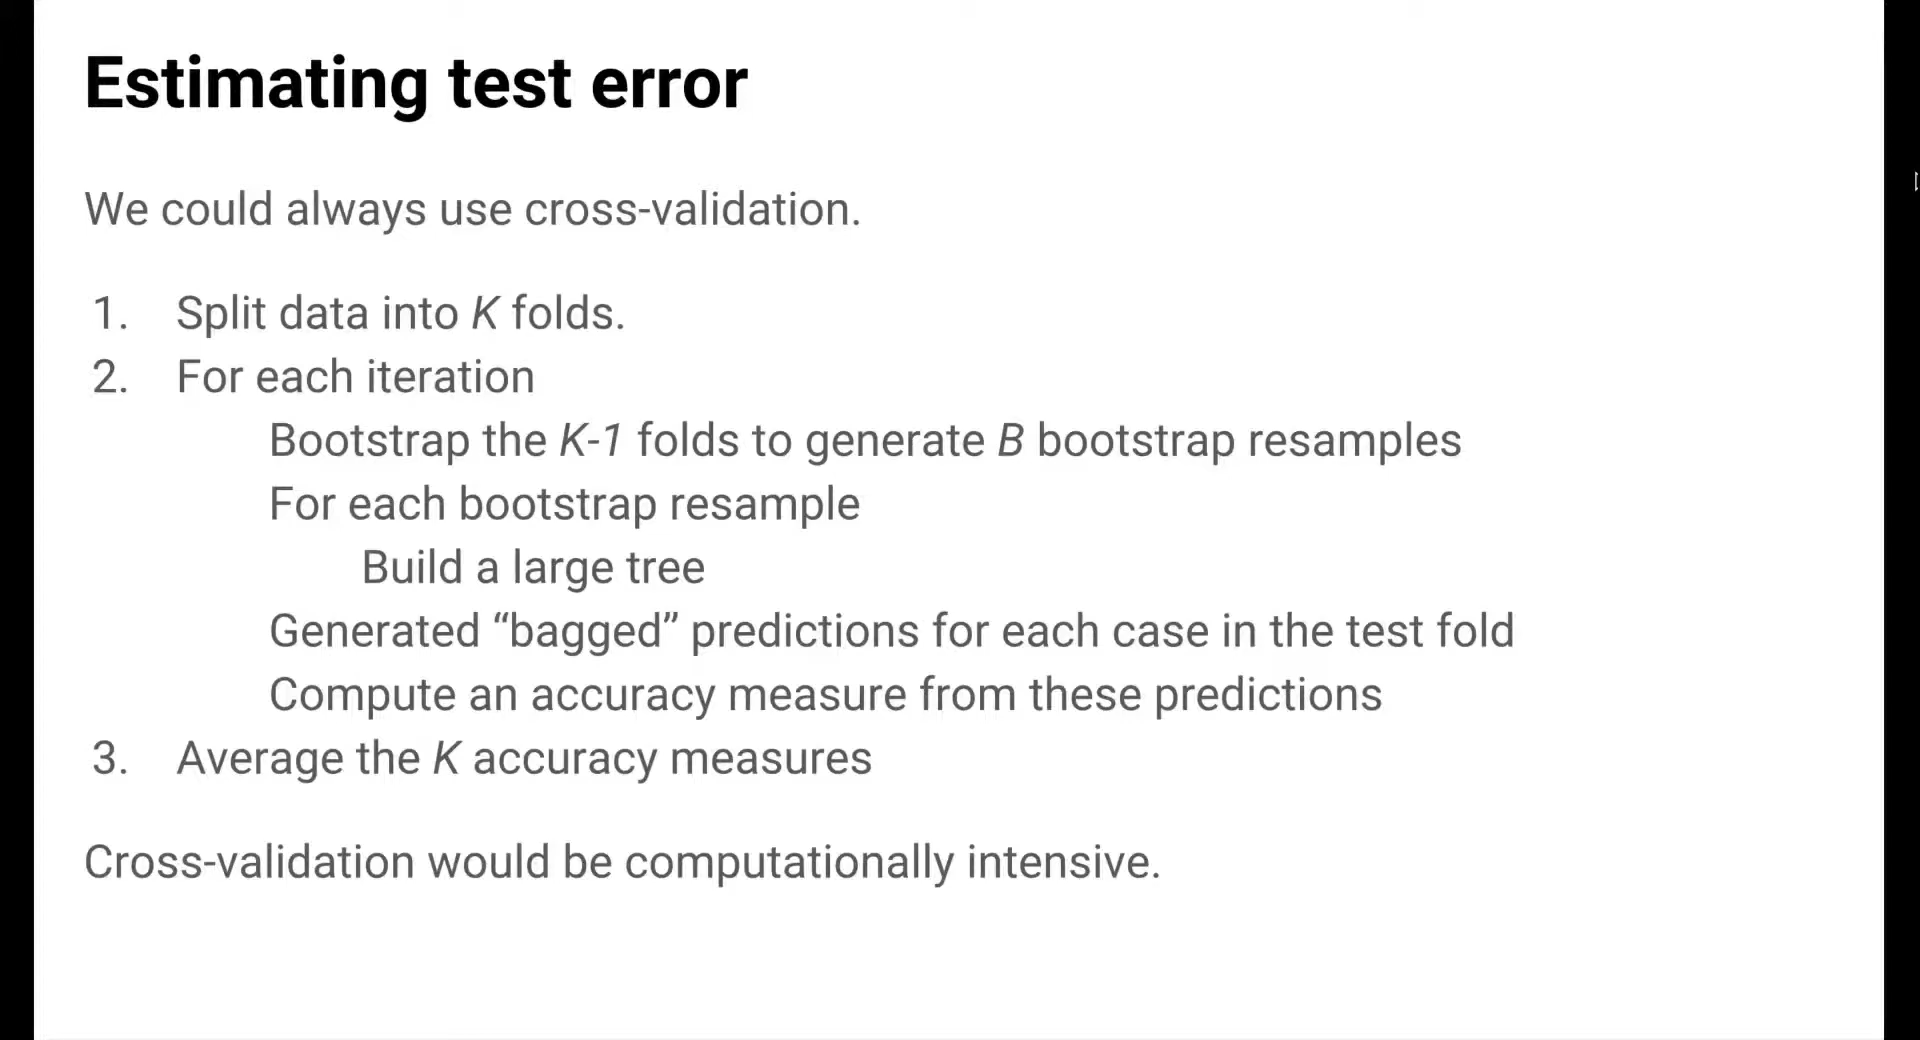 Estimating test error
We could always use cross-validation.
1. Split data into K folds.
2. For each iteration
Bootstrap the K-1 folds to generate B bootstrap resamples
For each bootstrap resample
Build a large tree
Generated “bagged” predictions for each case in the test fold
Compute an accuracy measure from these predictions
3. Average the K accuracy measures
Cross-validation would be computationally intensive.